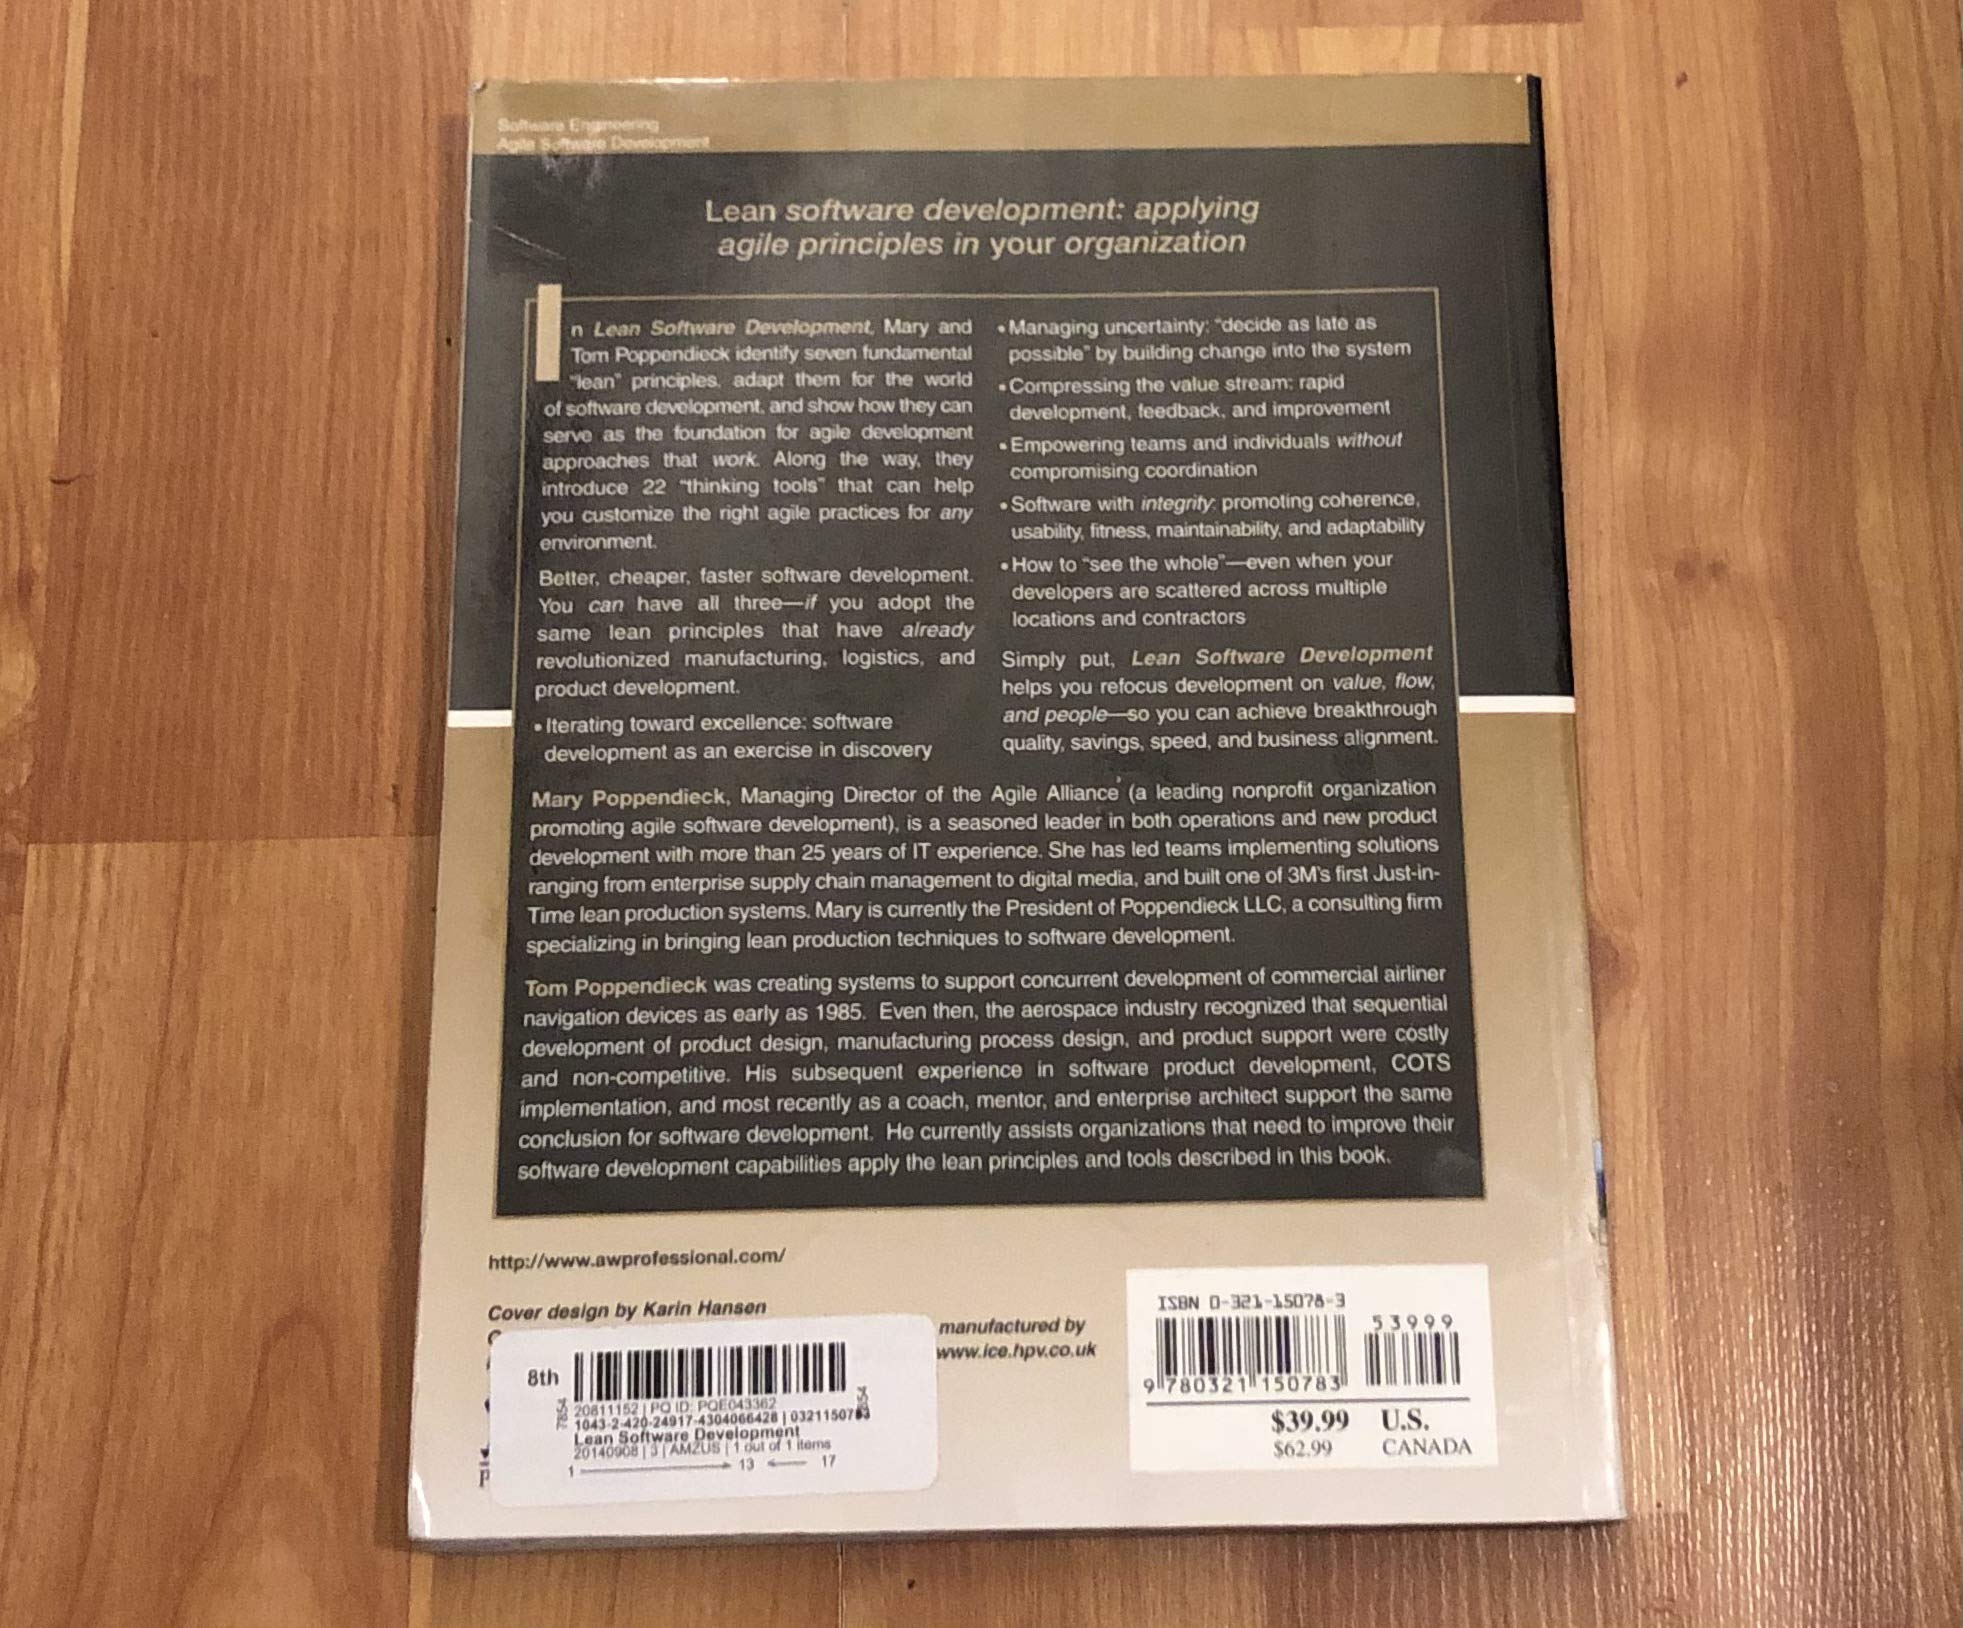 Software Engineering
Agile Software Development
Lean software development: applying
agile principles in your organization
In Lean Software Development, Mary and
Tom Poppendieck identify seven fundamental
"lean" principles, adapt them for the world
of software development, and show how they can
serve as the foundation for agile development
approaches that work. Along the way, they
introduce 22 "thinking tools" that can help
you customize the right agile practices for any
environment.
Better, cheaper, faster software development.
You can have all three—if you adopt the
same lean principles that have already
revolutionized manufacturing, logistics, and
product development.
• Iterating toward excellence: software
development as an exercise in discovery
• Managing uncertainty: "decide as late as
possible" by building change into the system
• Compressing the value stream: rapid
development, feedback, and improvement
• Empowering teams and individuals without
compromising coordination
• Software with integrity: promoting coherence,
usability, fitness, maintainability, and adaptability
• How to "see the whole"—even when your
developers are scattered across multiple
locations and contractors
Simply put, Lean Software Development
helps you refocus development on value, flow,
and people—so you can achieve breakthrough
quality, savings, speed, and business alignment.
Mary Poppendieck, Managing Director of the Agile Alliance (a leading nonprofit organization
promoting agile software development), is a seasoned leader in both operations and new product
development with more than 25 years of IT experience. She has led teams implementing solutions
ranging from enterprise supply chain management to digital media, and built one of 3M's first Just-in-
Time lean production systems. Mary is currently the President of Poppendieck LLC, a consulting firm
specializing in bringing lean production techniques to software development.
Tom Poppendieck was creating systems to support concurrent development of commercial airliner
navigation devices as early as 1985. Even then, the aerospace industry recognized that sequential
development of product design, manufacturing process design, and product support were costly
and non-competitive. His subsequent experience in software product development, COTS
implementation, and most recently as a coach, mentor, and enterprise architect support the same
conclusion for software development. He currently assists organizations that need to improve their
software development capabilities apply the lean principles and tools described in this book.
http://www.awprofessional.com/
Cover design by Karin Hansen
manufactured by
www.ice.hpv.co.uk
8th
20811152 | PQ ID: PQE043362
1043-2-420-24917-4304066428 | 0321150783
Lean Software Development
20140908 | 3 | AMZUS | 1 out of 1 items
1 13 17
ISBN 0-321-15078-3
53999
9 780321 150783
$39.99 U.S.
$62.99 CANADA